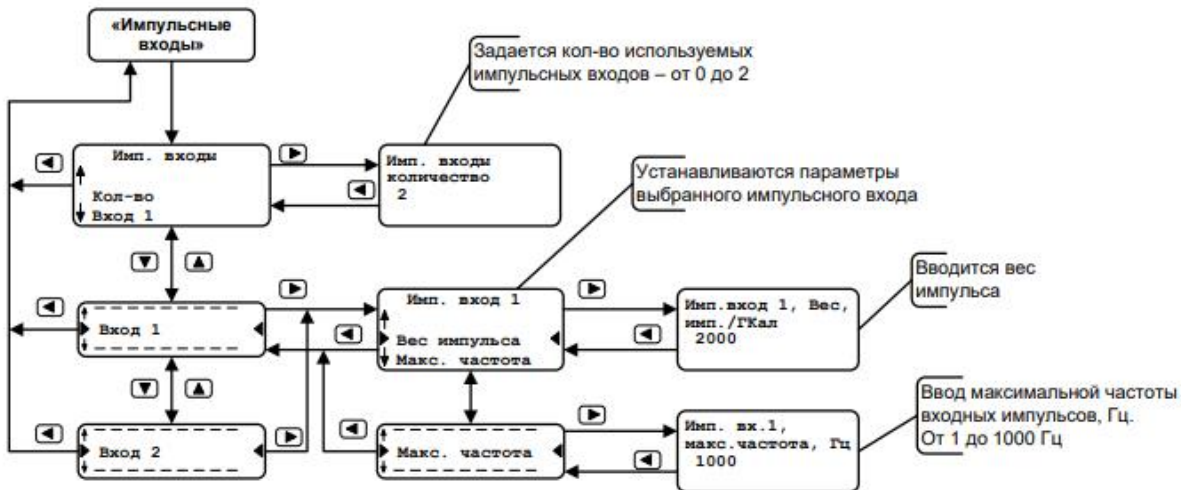 «Импульсные
входы»
Задается кол-во используемых
импульсных входов – от 0 до 2
Имп. входы
Кол-во
Вход 1
Имп. входы
количество
2
Устанавливаются параметры
выбранного импульсного входа
Вход 1
Имп. вход 1
Вес импульса
Макс. частота
Имп.вход 1, Вес,
имп./ГКал
2000
Вводится вес
импульса
Вход 2
Макс. частота
Имп. вх.1,
макс.частота, Гц
1000
Ввод максимальной частоты
входных импульсов, Гц.
От 1 до 1000 Гц